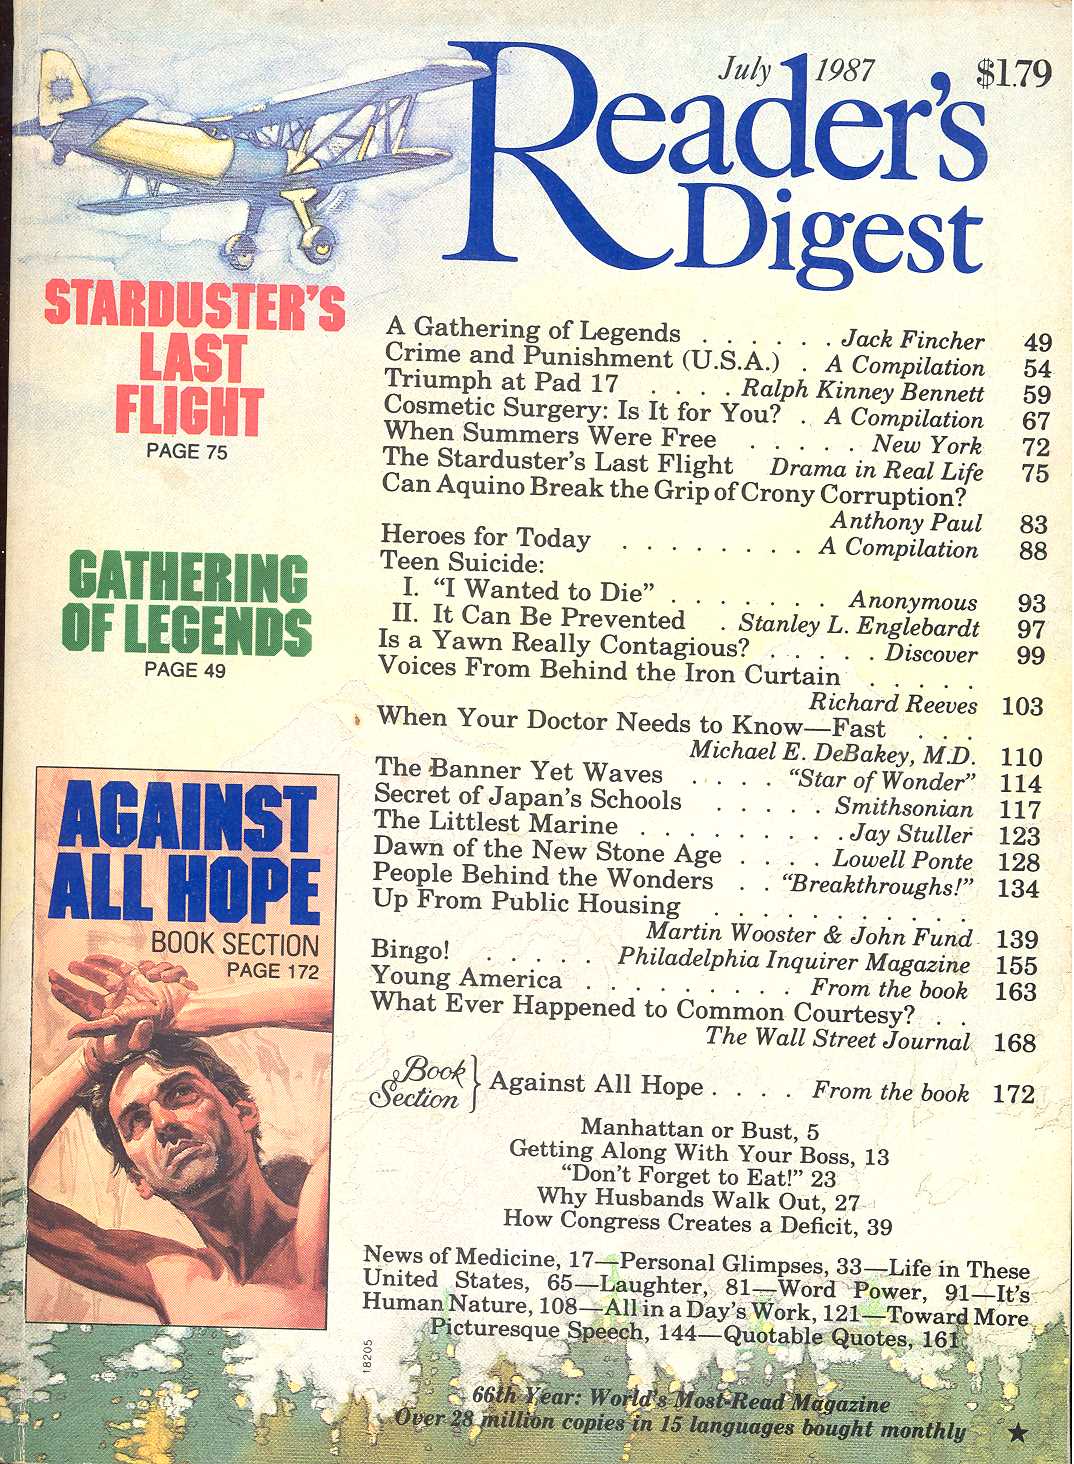 July 1987 $1.79
Reader's
Digest
STARDUSTER'S
LAST
FLIGHT
PAGE 75
GATHERING
OF LEGENDS
PAGE 49
AGAINST
ALL HOPE
BOOK SECTION
PAGE 172
A Gathering of Legends . . . . . . Jack Fincher 49
Crime and Punishment (U.S.A.) . A Compilation 54
Triumph at Pad 17 . . . . Ralph Kinney Bennett 59
Cosmetic Surgery: Is It for You? . A Compilation 67
When Summers Were Free . . . . . New York 72
The Starduster's Last Flight Drama in Real Life 75
Can Aquino Break the Grip of Crony Corruption?
Anthony Paul 83
Heroes for Today . . . . . . . . A Compilation 88
Teen Suicide:
I. "I Wanted to Die" . . . . . . . Anonymous 93
II. It Can Be Prevented . Stanley L. Englebardt 97
Is a Yawn Really Contagious? . . . . . Discover 99
Voices From Behind the Iron Curtain . . . . .
Richard Reeves 103
When Your Doctor Needs to Know—Fast . . .
Michael E. DeBakey, M.D. 110
The Banner Yet Waves . . . . "Star of Wonder" 114
Secret of Japan's Schools . . . . . Smithsonian 117
The Littlest Marine . . . . . . . . . Jay Stuller 123
Dawn of the New Stone Age . . . . Lowell Ponte 128
People Behind the Wonders . . "Breakthroughs!" 134
Up From Public Housing . . . . . . . . . . .
Martin Wooster & John Fund 139
Bingo! . . . . . Philadelphia Inquirer Magazine 155
Young America . . . . . . . . . . From the book 163
What Ever Happened to Common Courtesy? . .
The Wall Street Journal 168
Book
Section } Against All Hope . . . . From the book 172
Manhattan or Bust, 5
Getting Along With Your Boss, 13
"Don't Forget to Eat!" 23
Why Husbands Walk Out, 27
How Congress Creates a Deficit, 39
News of Medicine, 17—Personal Glimpses, 33—Life in These
United States, 65—Laughter, 81—Word Power, 91—It's
Human Nature, 108—All in a Day's Work, 121—Toward More
Picturesque Speech, 144—Quotable Quotes, 161
18205
66th Year: World's Most-Read Magazine
Over 28 million copies in 15 languages bought monthly